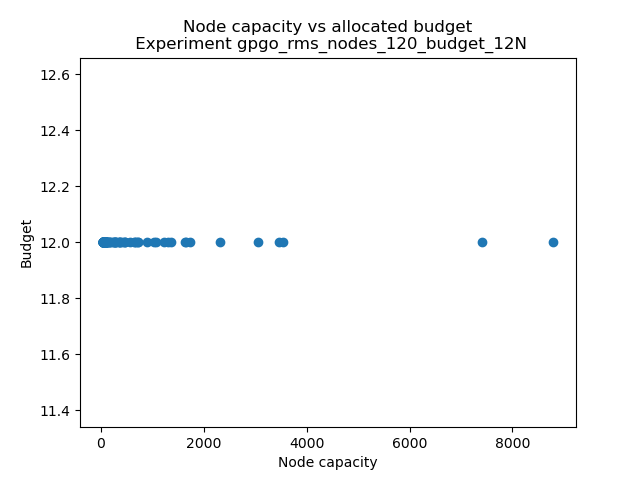 Node capacity vs allocated budget
Experiment gpgo_rms_nodes_120_budget_12N
12.6
12.4
12.2
12.0
11.8
11.6
11.4
Budget
0 2000 4000 6000 8000
Node capacity